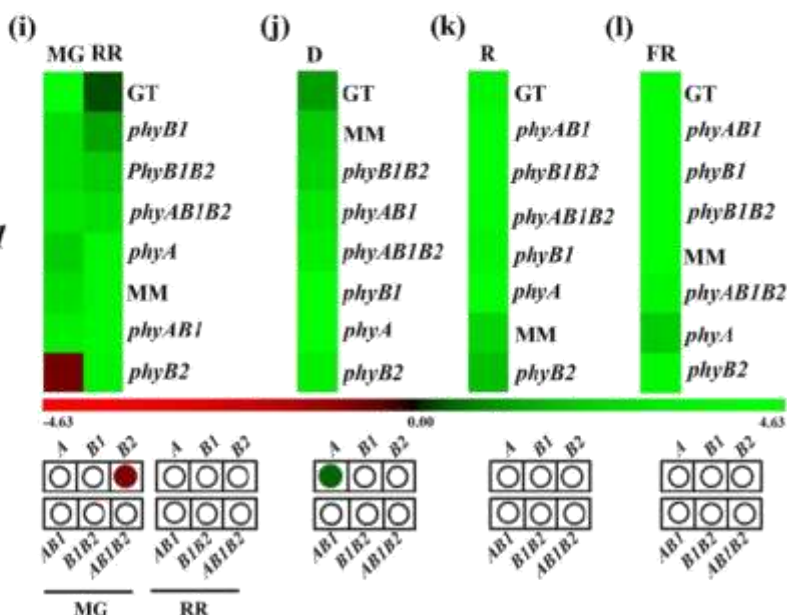 (i) (j) (k) (l)
MG RR D R FR
GT GT GT GT
phyB1 MM phyAB1 phyAB1
PhyB1B2 phyB1B2 phyB1B2 phyB1
phyAB1B2 phyAB1 phyAB1B2 phyB1B2
phyA phyAB1B2 phyB1 MM
MM phyB1 phyA phyAB1B2
phyAB1 phyA MM phyA
phyB2 phyB2 phyB2 phyB2
-4.63 0.00 4.63
A B1 B2 A B1 B2 A B1 B2 A B1 B2 A B1 B2
AB1 B1B2 AB1B2 AB1 B1B2 AB1B2 AB1 B1B2 AB1B2 AB1 B1B2 AB1B2 AB1 B1B2 AB1B2
MG RR